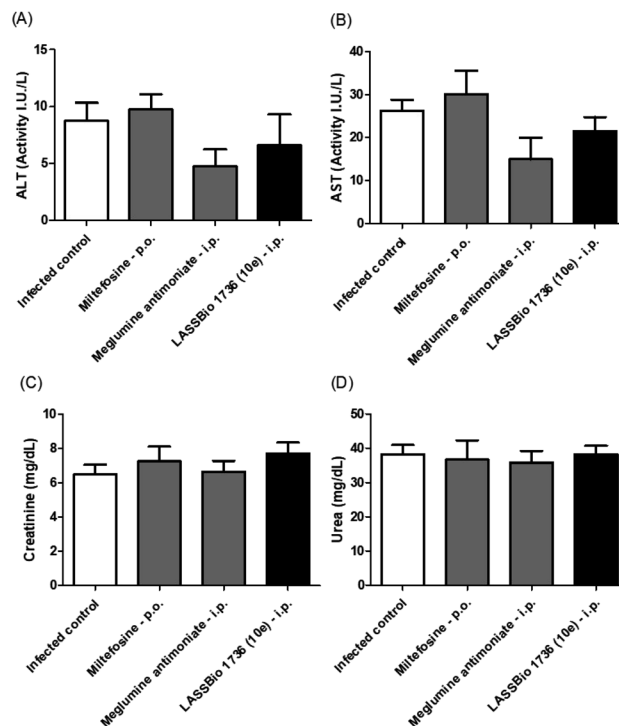 (A)
ALT (Activity I.U./L)
15
10
5
0
Infected control
Miltefosine - p.o.
Meglumine antimoniate - i.p.
LASSBio 1736 (10e) - i.p.
(B)
AST (Activity I.U./L)
40
30
20
10
0
Infected control
Miltefosine - p.o.
Meglumine antimoniate - i.p.
LASSBio 1736 (10e) - i.p.
(C)
Creatinine (mg/dL)
8
6
4
2
0
Infected control
Miltefosine - p.o.
Meglumine antimoniate - i.p.
LASSBio 1736 (10e) - i.p.
(D)
Urea (mg/dL)
50
40
30
20
10
0
Infected control
Miltefosine - p.o.
Meglumine antimoniate - i.p.
LASSBio 1736 (10e) - i.p.